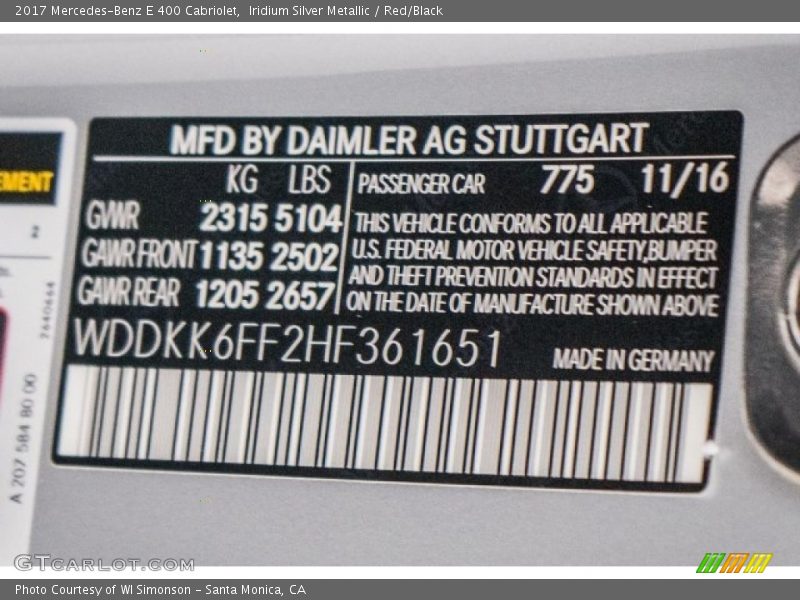 2017 Mercedes-Benz E 400 Cabriolet,  Iridium Silver Metallic / Red/Black
MFD BY DAIMLER AG STUTTGART
KG LBS
GVWR 2315 5104
GAWR FRONT 1135 2502
GAWR REAR 1205 2657
PASSENGER CAR 775 11/16
THIS VEHICLE CONFORMS TO ALL APPLICABLE
U.S. FEDERAL MOTOR VEHICLE SAFETY, BUMPER
AND THEFT PREVENTION STANDARDS IN EFFECT
ON THE DATE OF MANUFACTURE SHOWN ABOVE
WDDKK6FF2HF361651
MADE IN GERMANY
EMENT
2
2640464
A 207 584 80 00
GTCARLOT.COM
Photo Courtesy of WI Simonson - Santa Monica, CA